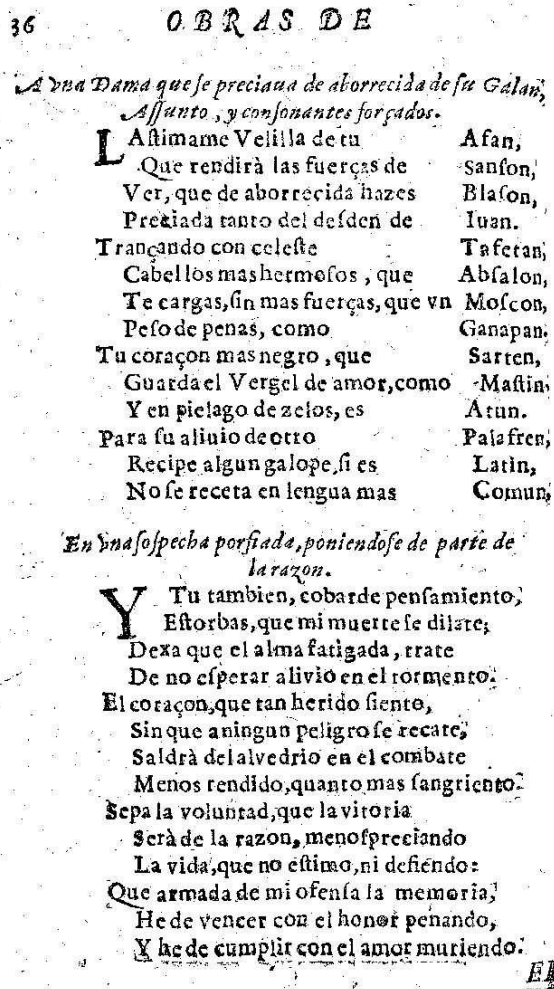 36 OBRAS DE
A vna Dama que ſe preciaua de aborrecida de ſu Galan,
Aſſunto, y conſonantes forçados.
LAſtimame Velilla de tu Afan,
Que rendirà las fuerças de Sanſon,
Ver, que de aborrecida hazes Blaſon,
Preciada tanto del deſden de Iuan.
Trançando con celeſte Tafetan,
Cabellos mas hermoſos, que Abſalon,
Te cargas, ſin mas fuerças, que vn Moſcon,
Peſo de penas, como Ganapan.
Tu coraçon mas negro, que Sarten,
Guarda el Vergel de amor, como Maſtin,
Y en pielago de zelos, es Atun.
Para ſu aliuio de otro Palafren,
Recipe algun galope, ſi es Latin,
No ſe receta en lengua mas Comun,
En vna ſoſpecha porfiada, poniendoſe de parte de
la razon.
Y Tu tambien, cobarde penſamiento,
Eſtorbas, que mi muerte ſe dilate;
Dexa que el alma fatigada, trate
De no eſperar alivio en el tormento.
El coraçon, que tan herido ſiento,
Sin que a ningun peligro ſe recate,
Saldrà del alvedrio en el combate
Menos rendido, quanto mas ſangriento.
Sepa la voluntad, que la vitoria
Serà de la razon, menoſpreciando
La vida, que no eſtimo, ni defiendo:
Que armada de mi ofenſa la memoria,
He de vencer con el honor penando,
Y he de cumplir con el amor muriendo.
El